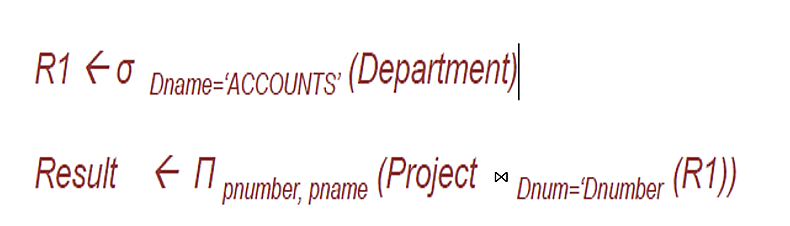 R1 ← σ Dname=‘ACCOUNTS’ (Department)
Result ← Π pnumber, pname (Project ⋈ Dnum=‘Dnumber (R1))